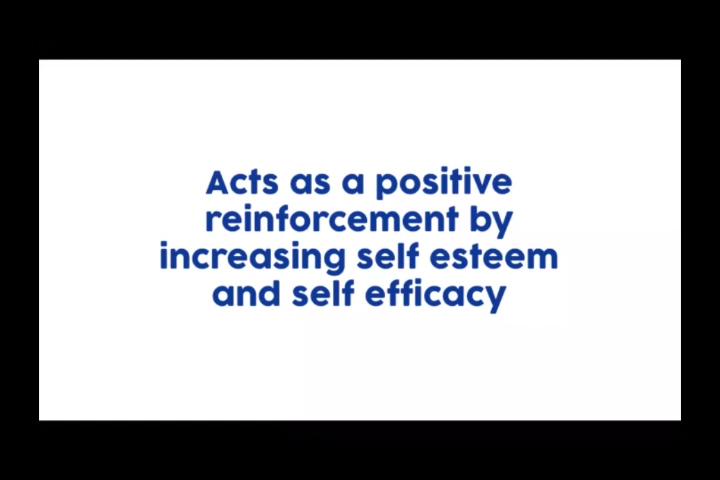 Acts as a positive
reinforcement by
increasing self esteem
and self efficacy